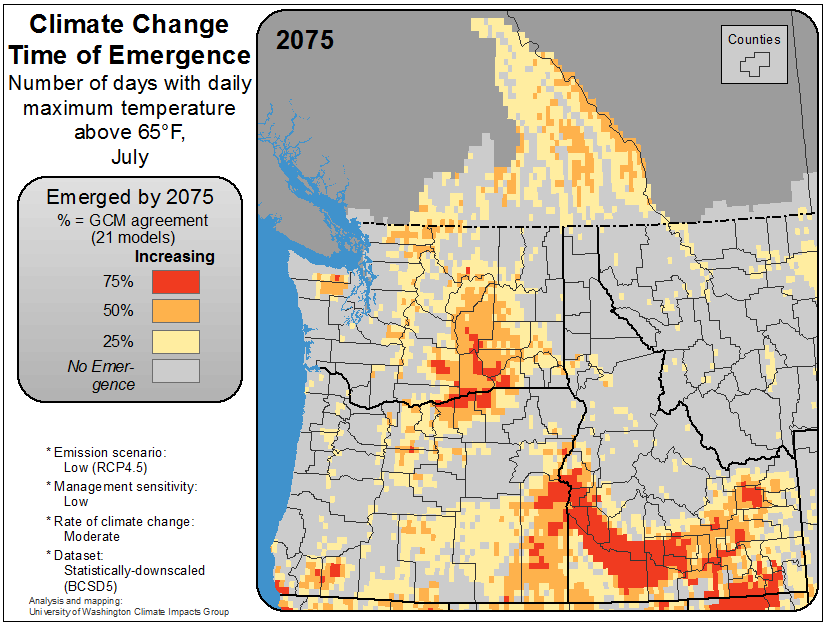 Climate Change
Time of Emergence
Number of days with daily
maximum temperature
above 65°F,
July
Emerged by 2075
% = GCM agreement
(21 models)
Increasing
75%
50%
25%
No Emer-
gence
* Emission scenario:
Low (RCP4.5)
* Management sensitivity:
Low
* Rate of climate change:
Moderate
* Dataset:
Statistically-downscaled
(BCSD5)
Analysis and mapping:
University of Washington Climate Impacts Group
2075
Counties